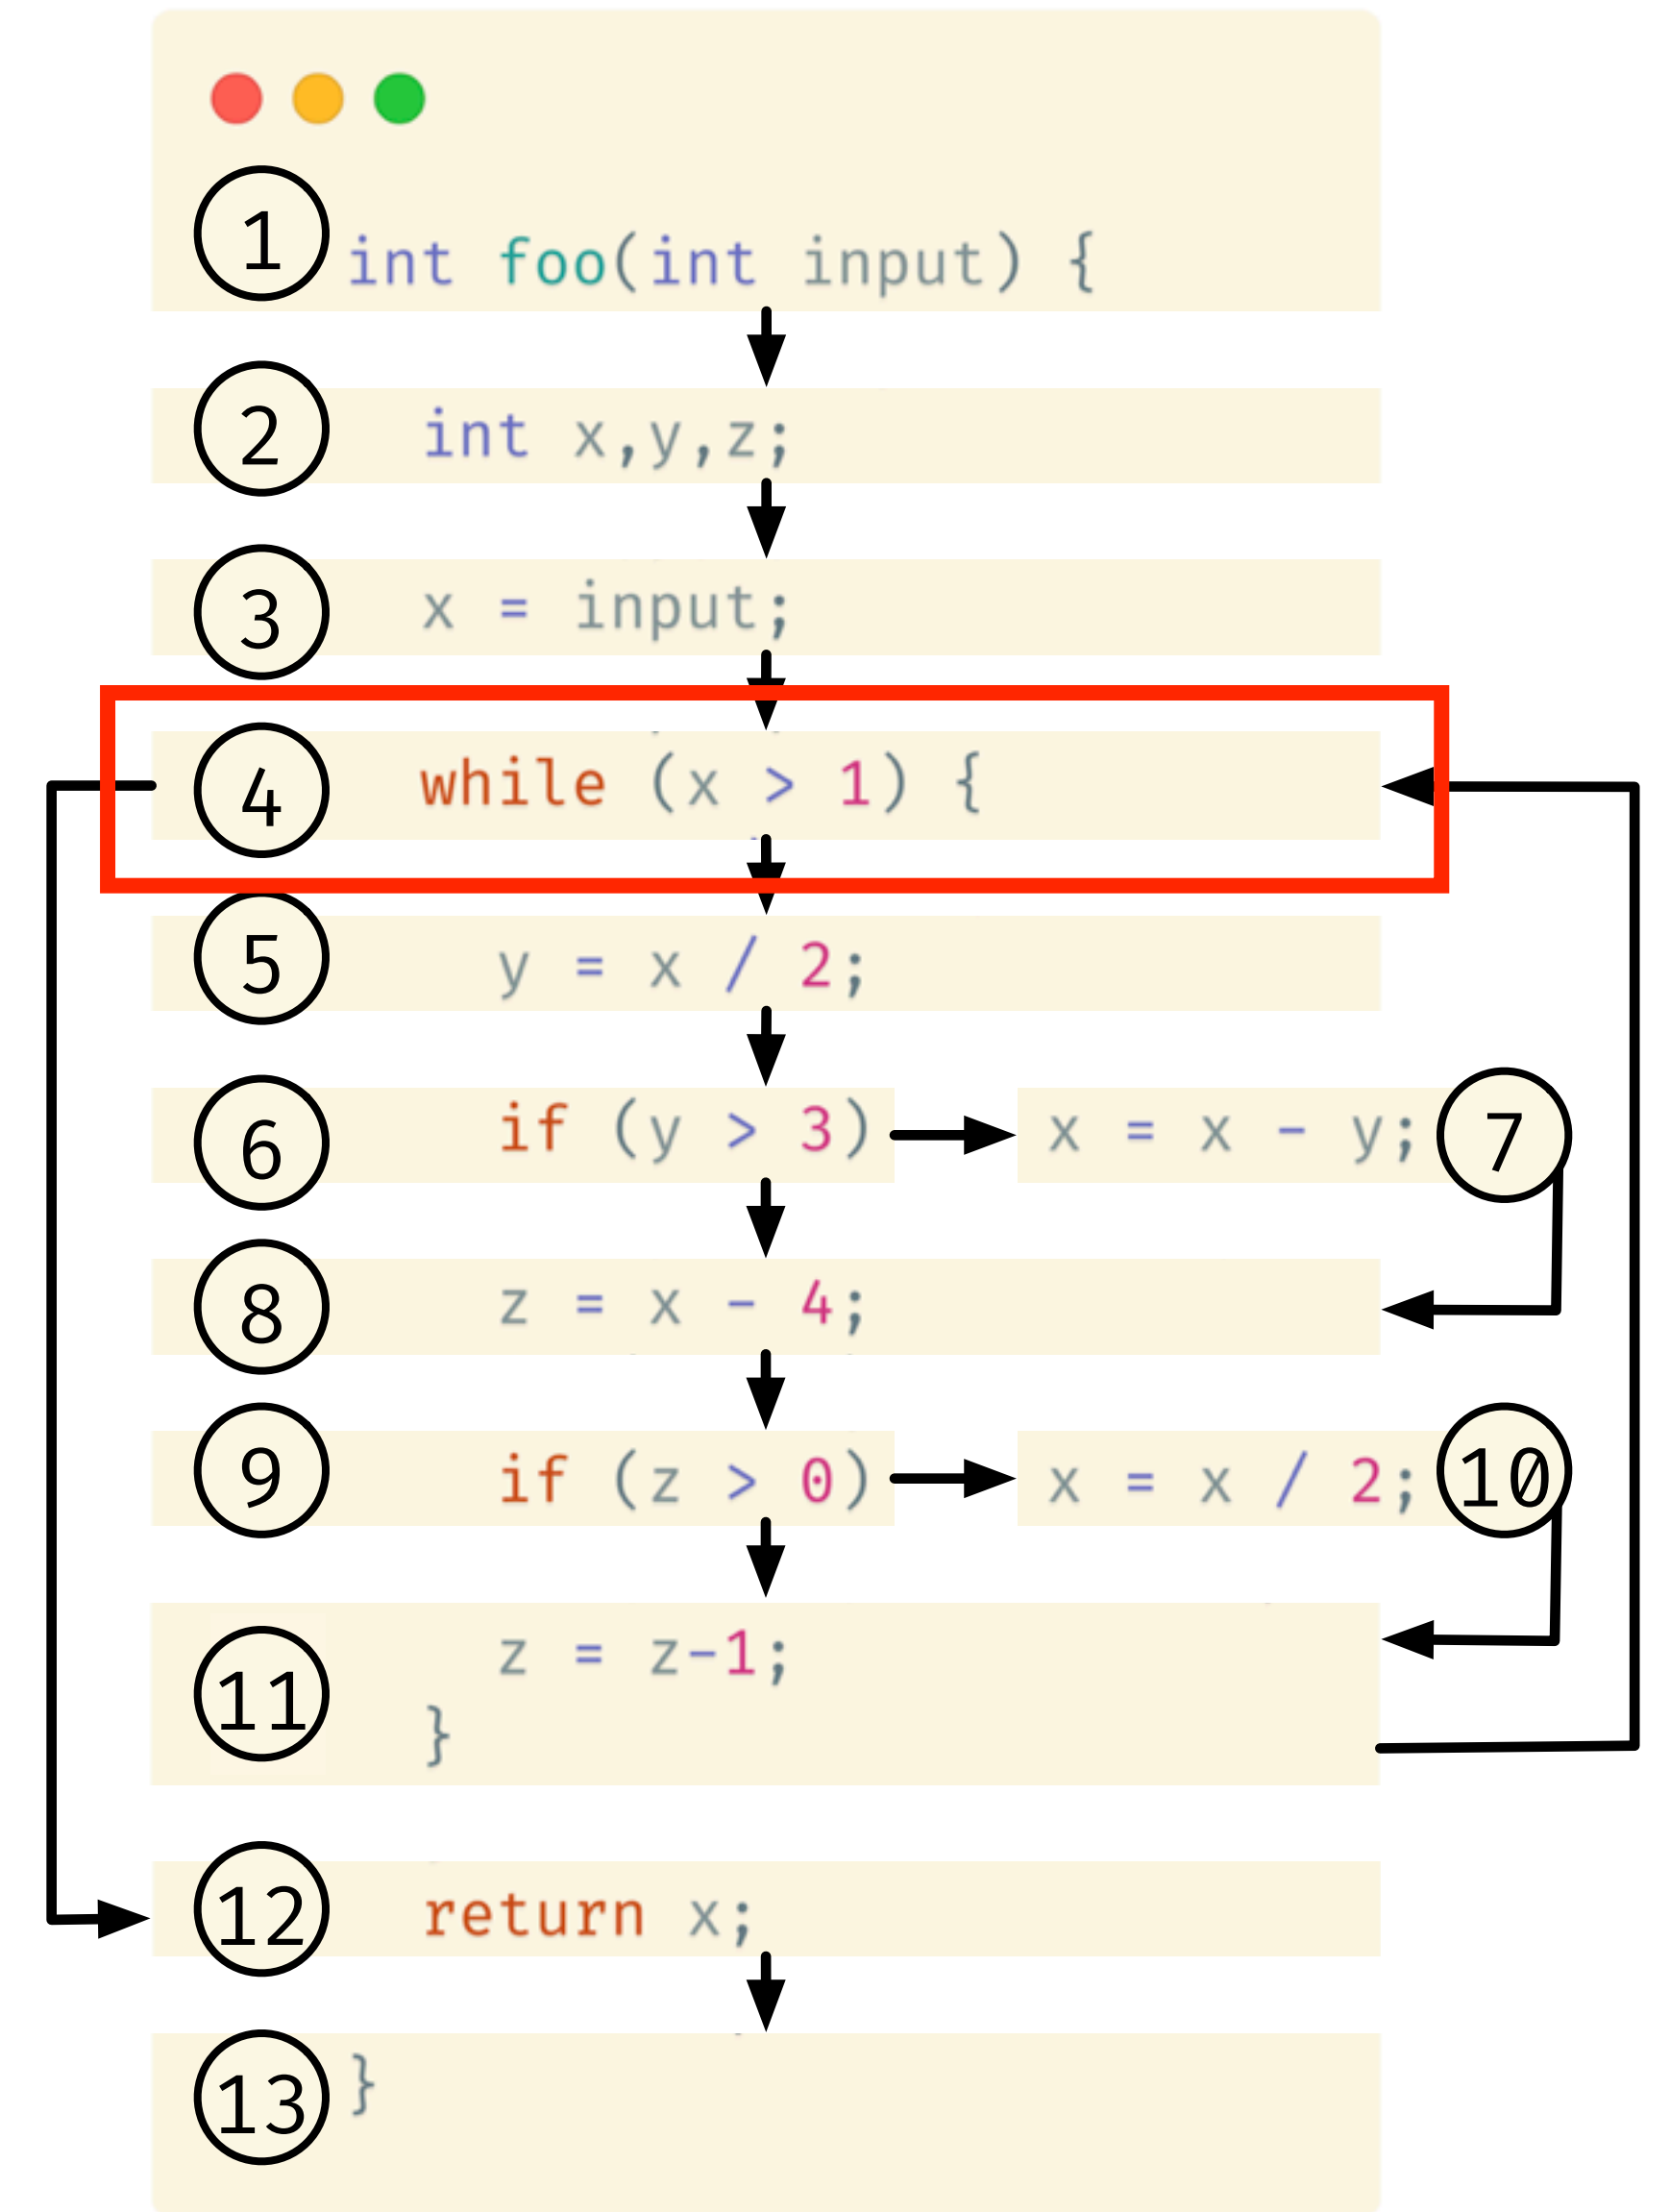 1 int foo(int input) {
2 int x,y,z;
3 x = input;
4 while (x > 1) {
5 y = x / 2;
6 if (y > 3) x = x - y; 7
8 z = x - 4;
9 if (z > 0) x = x / 2; 10
11 z = z-1;
}
12 return x;
13 }